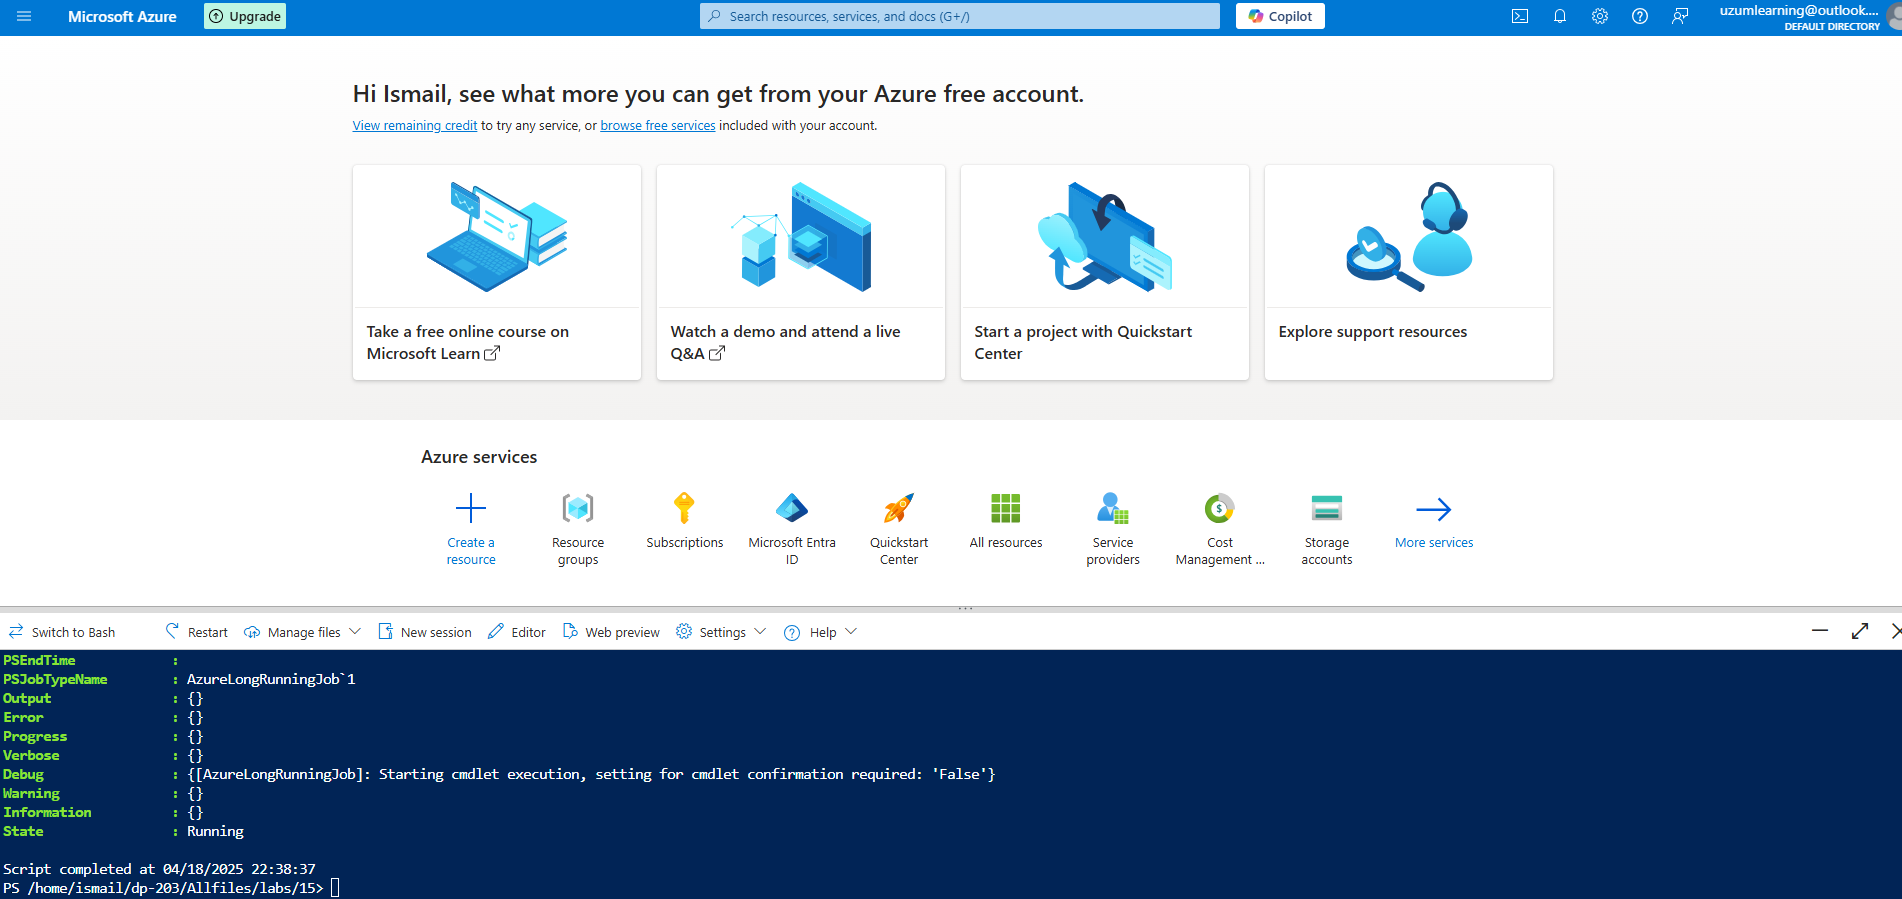 Microsoft Azure
Upgrade
Search resources, services, and docs (G+/)
Copilot
uzumlearning@outlook....
DEFAULT DIRECTORY
Hi Ismail, see what more you can get from your Azure free account.
View remaining credit to try any service, or browse free services included with your account.
Take a free online course on
Microsoft Learn
Watch a demo and attend a live
Q&A
Start a project with Quickstart
Center
Explore support resources
Azure services
Create a
resource
Resource
groups
Subscriptions
Microsoft Entra
ID
Quickstart
Center
All resources
Service
providers
Cost
Management ...
Storage
accounts
More services
Switch to Bash
Restart
Manage files
New session
Editor
Web preview
Settings
Help
PSEndTime :
PSJobTypeName : AzureLongRunningJob`1
Output : {}
Error : {}
Progress : {}
Verbose : {}
Debug : {[AzureLongRunningJob]: Starting cmdlet execution, setting for cmdlet confirmation required: 'False'}
Warning : {}
Information : {}
State : Running
Script completed at 04/18/2025 22:38:37
PS /home/ismail/dp-203/Allfiles/labs/15>